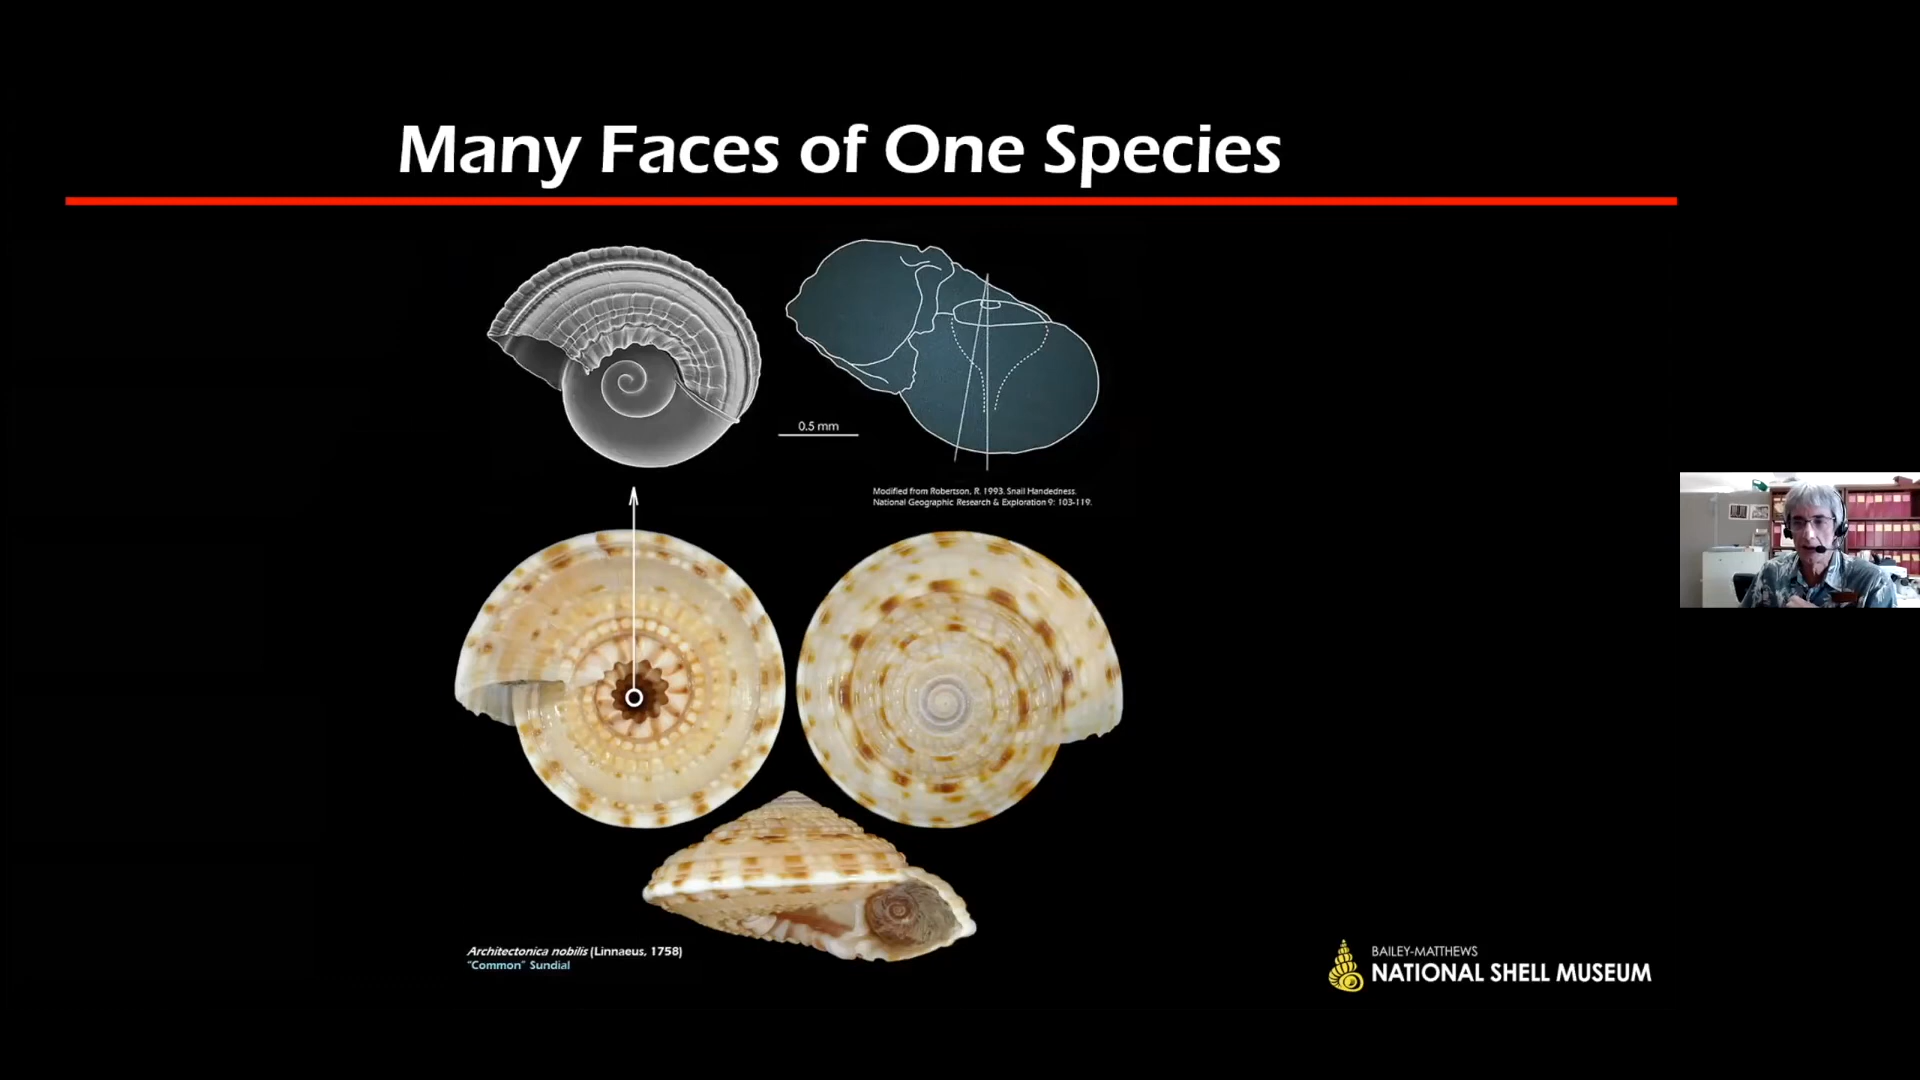 Many Faces of One Species
0.5 mm
Modified from Robertson, R. 1993. Snail Handedness.
National Geographic Research & Exploration 9: 103-119.
Architectonica nobilis (Linnaeus, 1758)
"Common" Sundial
BAILEY-MATTHEWS
NATIONAL SHELL MUSEUM